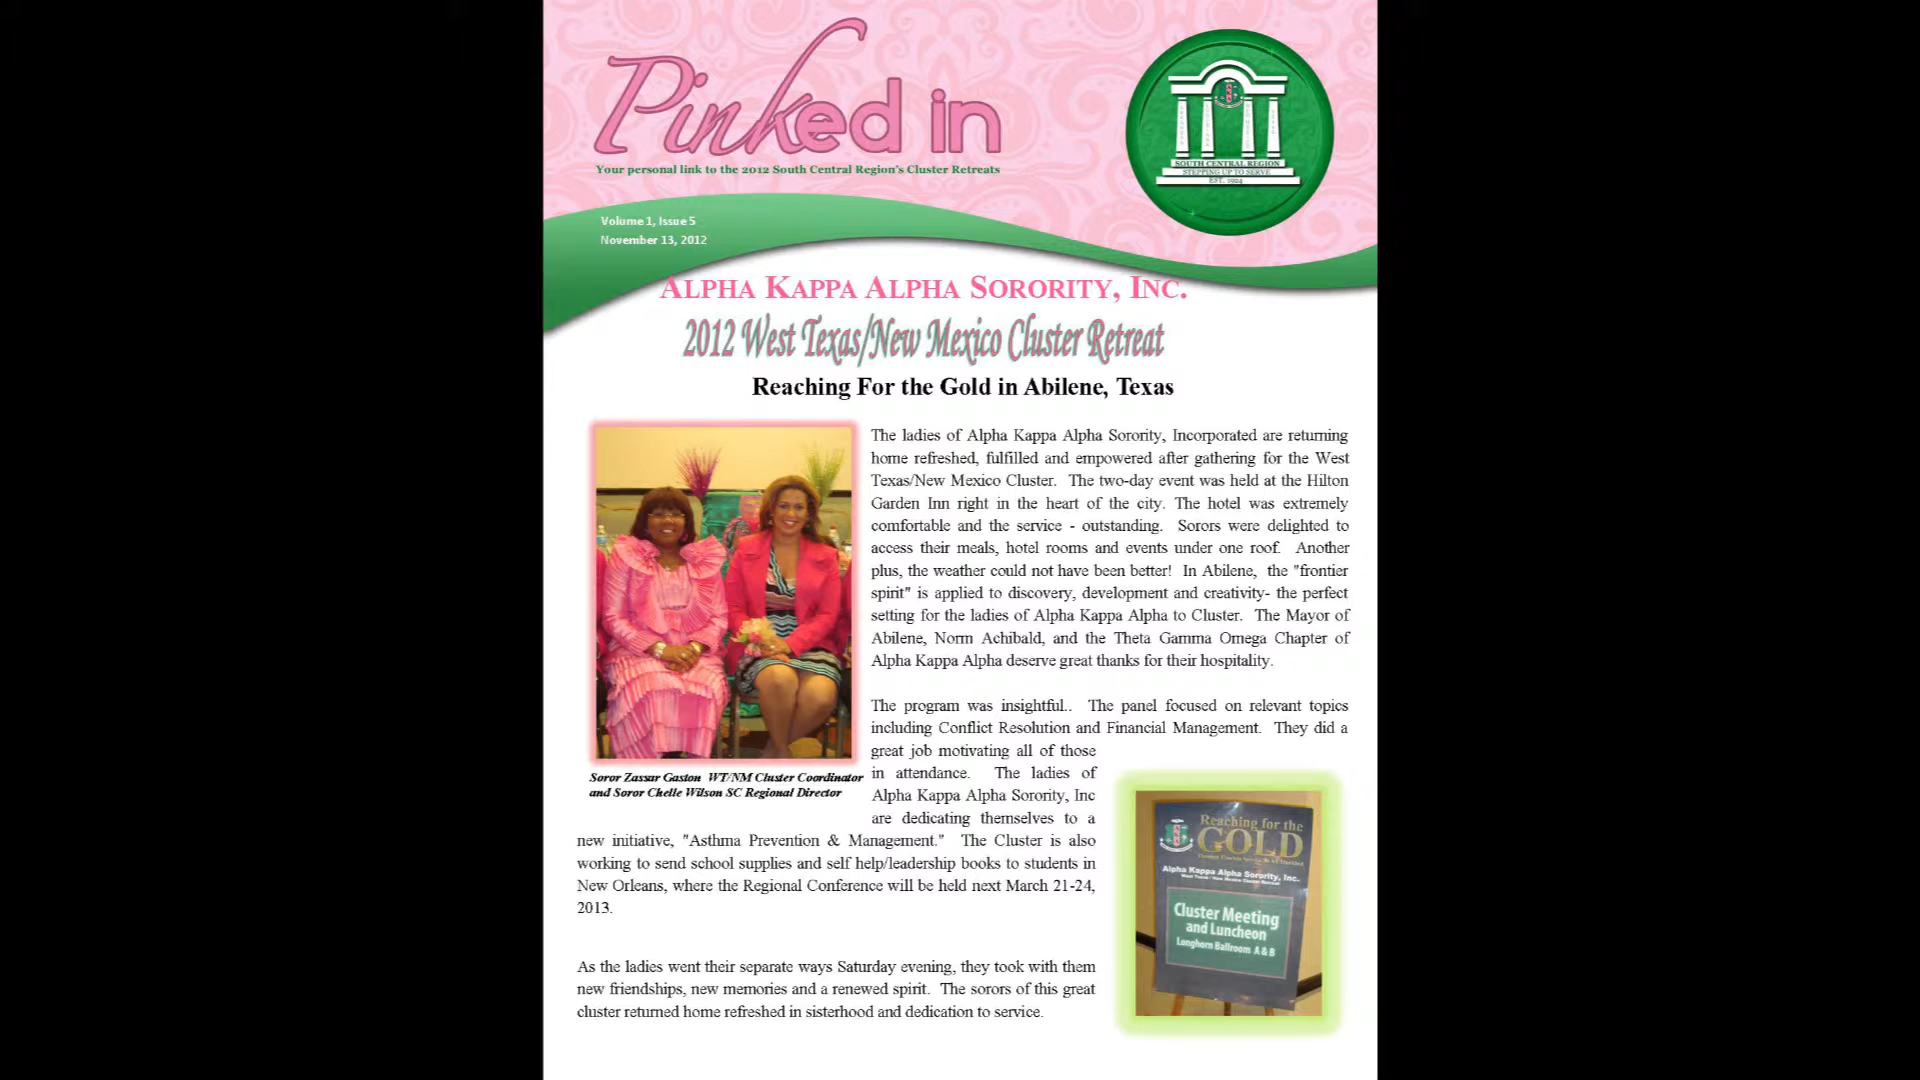 Pinked in
Your personal link to the 2012 South Central Region's Cluster Retreats
SOUTH CENTRAL REGION
STEPPING UP TO SERVE
EST. 1924
Volume 1, Issue 5
November 13, 2012
ALPHA KAPPA ALPHA SORORITY, INC.
2012 West Texas/New Mexico Cluster Retreat
Reaching For the Gold in Abilene, Texas
The ladies of Alpha Kappa Alpha Sorority, Incorporated are returning
home refreshed, fulfilled and empowered after gathering for the West
Texas/New Mexico Cluster. The two-day event was held at the Hilton
Garden Inn right in the heart of the city. The hotel was extremely
comfortable and the service - outstanding. Sorors were delighted to
access their meals, hotel rooms and events under one roof. Another
plus, the weather could not have been better! In Abilene, the "frontier
spirit" is applied to discovery, development and creativity- the perfect
setting for the ladies of Alpha Kappa Alpha to Cluster. The Mayor of
Abilene, Norm Achibald, and the Theta Gamma Omega Chapter of
Alpha Kappa Alpha deserve great thanks for their hospitality.
Soror Zassar Gaston WT/NM Cluster Coordinator
and Soror Chelle Wilson SC Regional Director
The program was insightful.. The panel focused on relevant topics
including Conflict Resolution and Financial Management. They did a
great job motivating all of those
in attendance. The ladies of
Alpha Kappa Alpha Sorority, Inc
are dedicating themselves to a
new initiative, "Asthma Prevention & Management." The Cluster is also
working to send school supplies and self help/leadership books to students in
New Orleans, where the Regional Conference will be held next March 21-24,
2013.
As the ladies went their separate ways Saturday evening, they took with them
new friendships, new memories and a renewed spirit. The sorors of this great
cluster returned home refreshed in sisterhood and dedication to service.
Reaching for the
GOLD
Alpha Kappa Alpha Sorority, Inc.
West Texas / New Mexico Cluster Retreat
Cluster Meeting
and Luncheon
Longhorn Ballroom A & B